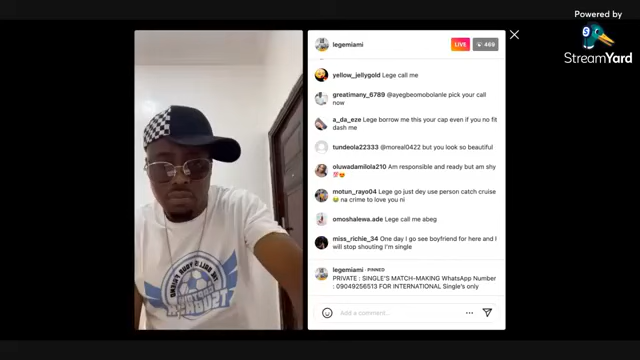 Powered by
StreamYard
legemiami
LIVE
469
yellow_jellygold Lege call me
greatimany_6789 @ayegbeomobolanle pick your call
now
a_da_eze Lege borrow me this your cap even if you no fit
dash me
tundeola22333 @moreal0422 but you look so beautiful
oluwadamilola210 Am responsible and ready but am shy
💯😍
motun_rayo04 Lege go just dey use person catch cruise
😂 na crime to love you ni
omoshalewa.ade Lege call me abeg
miss_richie_34 One day I go see boyfriend for here and I
will stop shouting I'm single
legemiami · PINNED
PRIVATE : SINGLE'S MATCH-MAKING WhatsApp Number
: 09049256513 FOR INTERNATIONAL Single's only
Add a comment...